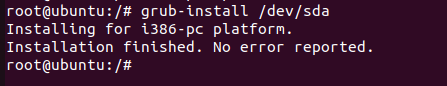 root@ubuntu:/# grub-install /dev/sda
Installing for i386-pc platform.
Installation finished. No error reported.
root@ubuntu:/#